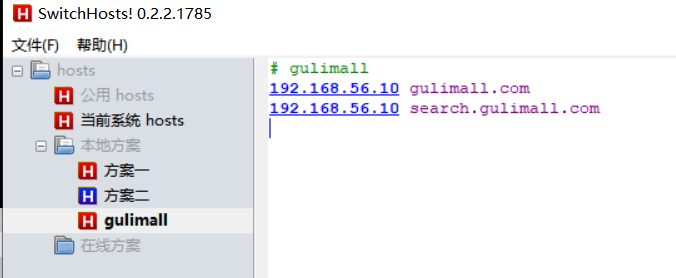 SwitchHosts! 0.2.2.1785
文件(F) 帮助(H)
hosts
公用 hosts
当前系统 hosts
本地方案
方案一
方案二
gulimall
在线方案
# gulimall
192.168.56.10 gulimall.com
192.168.56.10 search.gulimall.com